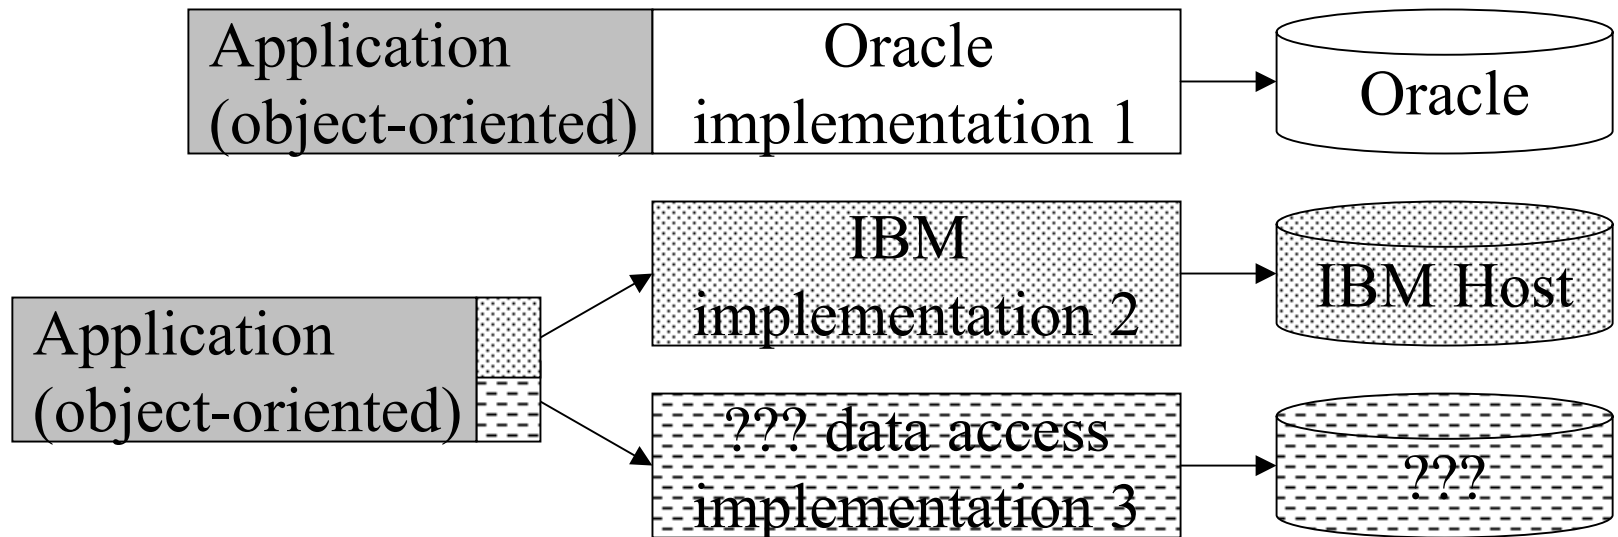 Application
(object-oriented)
Oracle
implementation 1
Oracle
IBM
implementation 2
IBM Host
Application
(object-oriented)
??? data access
implementation 3
???